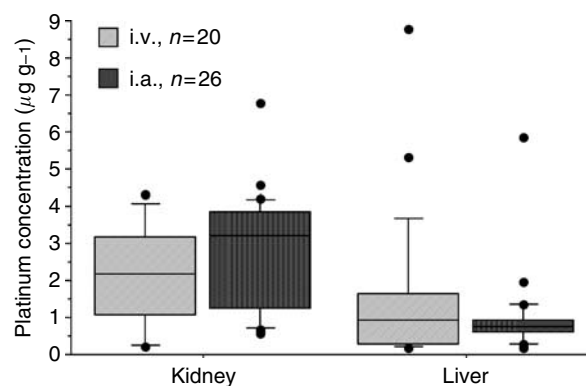 Platinum concentration (µg g–1)
9
8
7
6
5
4
3
2
1
0
i.v., n=20
i.a., n=26
Kidney
Liver